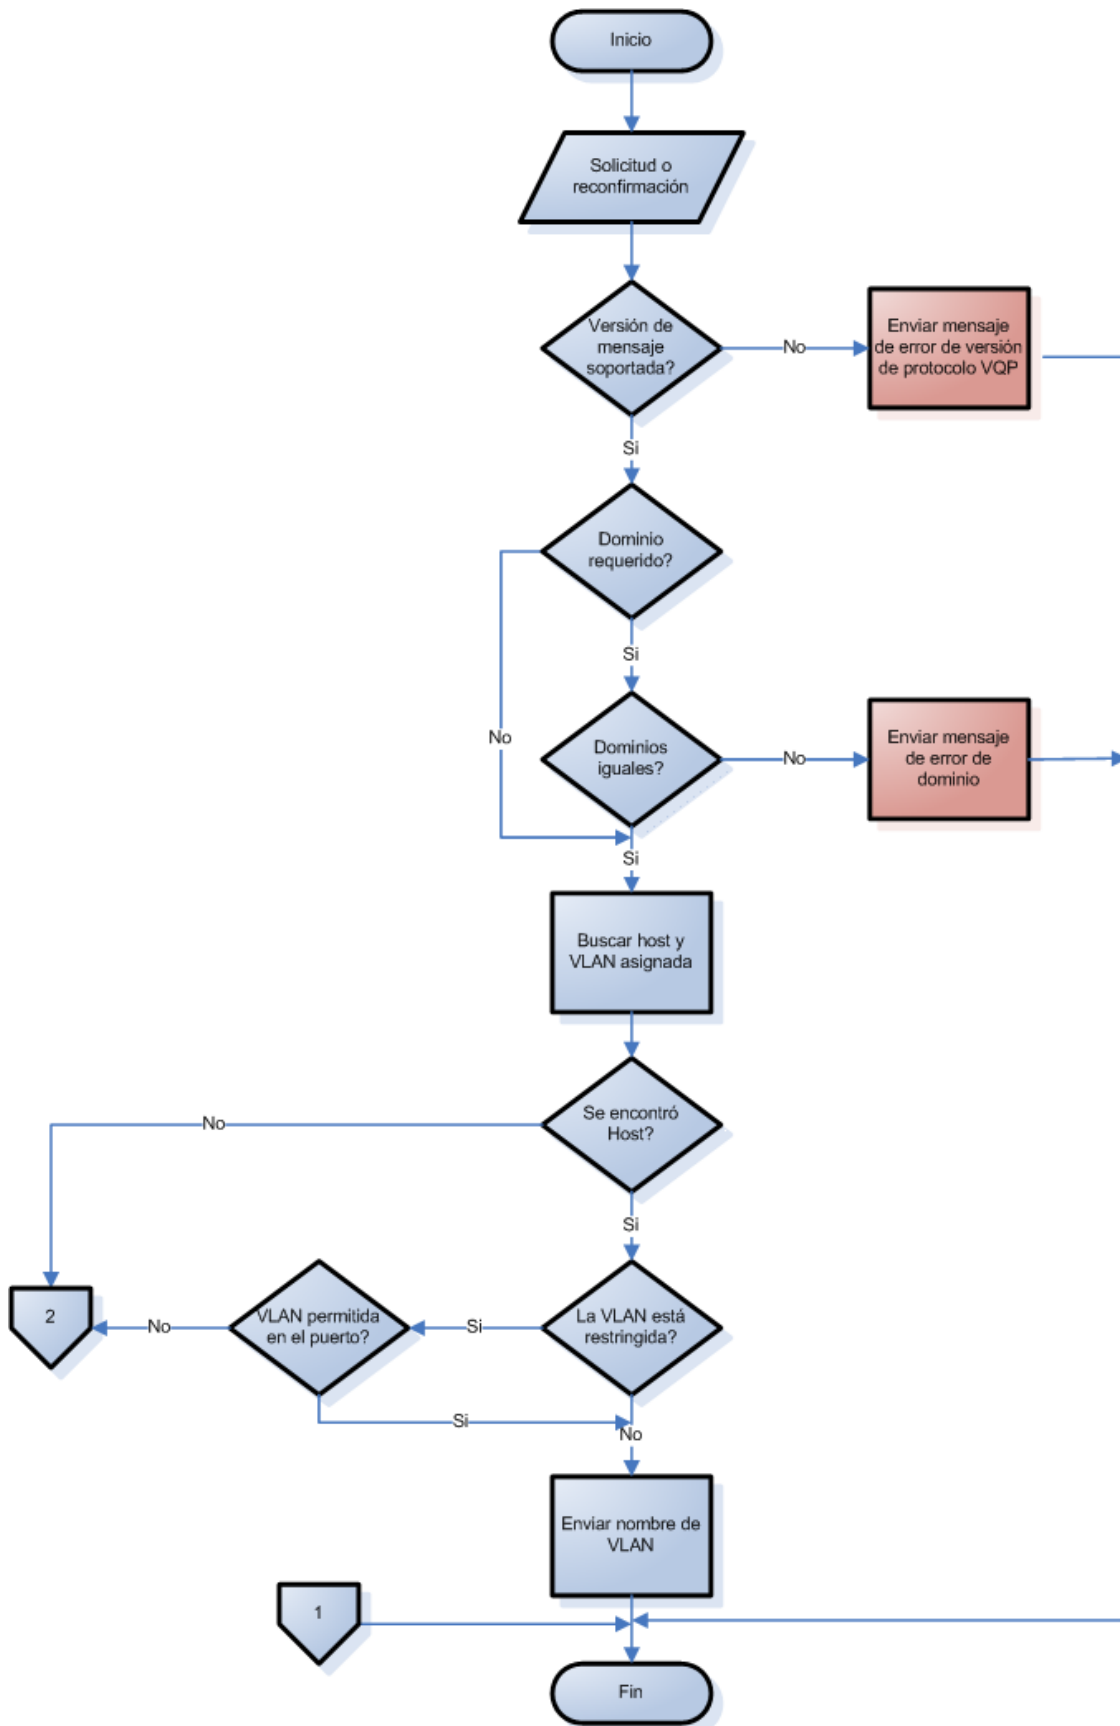 Inicio
Solicitud o
reconfirmación
Versión de
mensaje
soportada?
No
Enviar mensaje
de error de versión
de protocolo VQP
Si
Dominio
requerido?
Si
No
Dominios
iguales?
No
Enviar mensaje
de error de
dominio
Si
Buscar host y
VLAN asignada
Se encontró
Host?
No
Si
2
No
VLAN permitida
en el puerto?
Si
La VLAN está
restringida?
Si
No
Enviar nombre de
VLAN
1
Fin